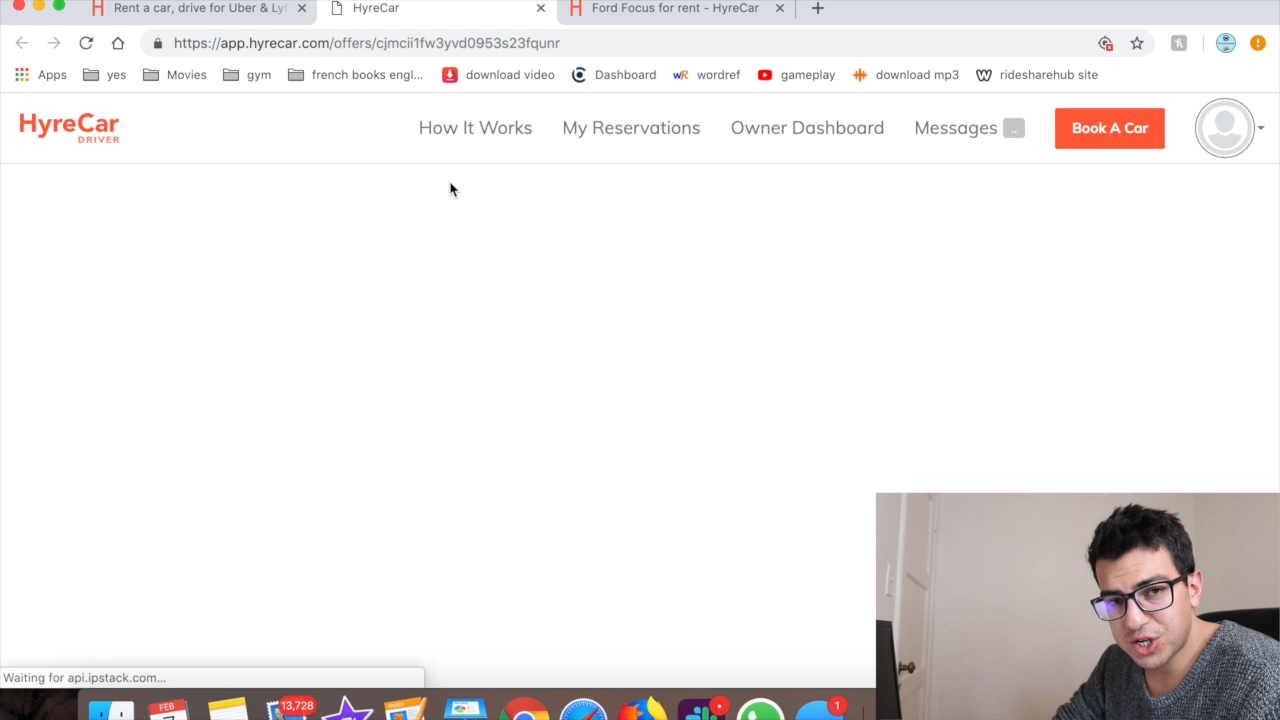 Rent a car, drive for Uber & Lyf
HyreCar
Ford Focus for rent - HyreCar
https://app.hyrecar.com/offers/cjmcii1fw3yvd0953s23fqunr
Apps yes Movies gym french books engl... download video Dashboard wordref gameplay download mp3 ridesharehub site
HyreCar
DRIVER
How It Works My Reservations Owner Dashboard Messages .. Book A Car
Waiting for api.ipstack.com...
FEB
13,728
1